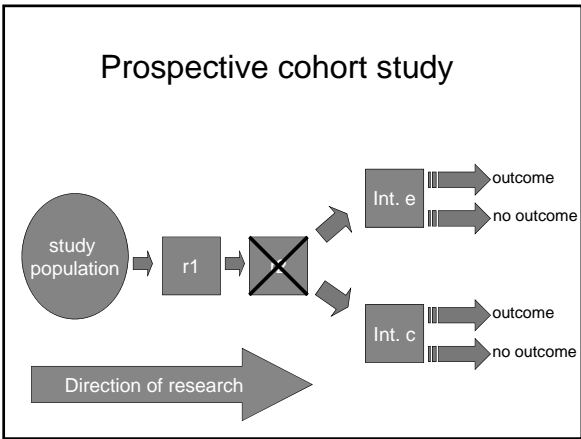 Prospective cohort study
study
population
r1
Int. e
outcome
no outcome
Int. c
outcome
no outcome
Direction of research